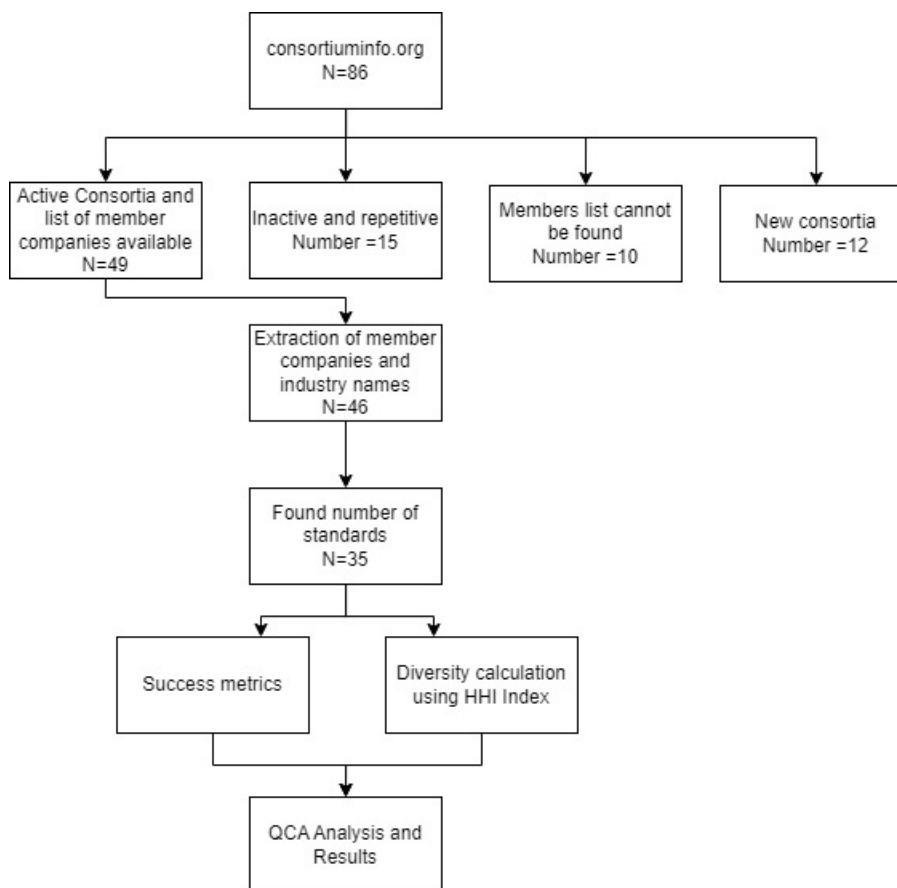 consortiuminfo.org
N=86
Active Consortia and
list of member
companies available
N=49
Inactive and repetitive
Number =15
Members list cannot
be found
Number =10
New consortia
Number =12
Extraction of member
companies and
industry names
N=46
Found number of
standards
N=35
Success metrics
Diversity calculation
using HHI Index
QCA Analysis and
Results